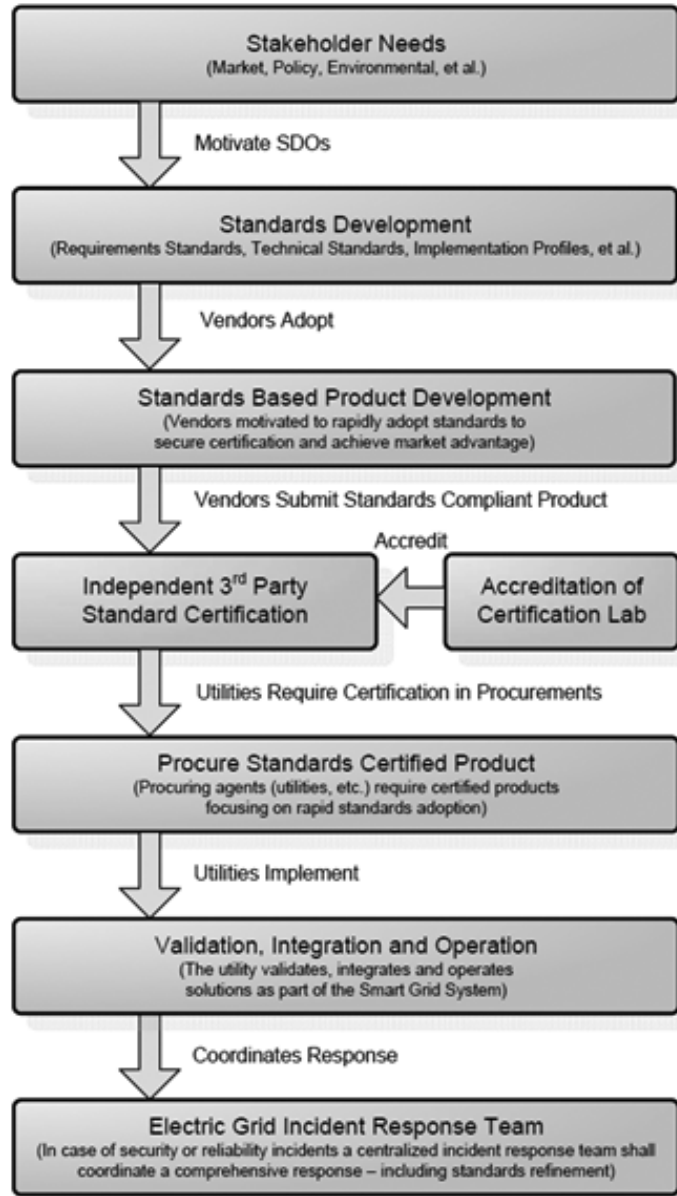 Stakeholder Needs
(Market, Policy, Environmental, et al.)
Motivate SDOs
Standards Development
(Requirements Standards, Technical Standards, Implementation Profiles, et al.)
Vendors Adopt
Standards Based Product Development
(Vendors motivated to rapidly adopt standards to
secure certification and achieve market advantage)
Vendors Submit Standards Compliant Product
Accredit
Independent 3rd Party
Standard Certification
Accreditation of
Certification Lab
Utilities Require Certification in Procurements
Procure Standards Certified Product
(Procuring agents (utilities, etc.) require certified products
focusing on rapid standards adoption)
Utilities Implement
Validation, Integration and Operation
(The utility validates, integrates and operates
solutions as part of the Smart Grid System)
Coordinates Response
Electric Grid Incident Response Team
(In case of security or reliability incidents a centralized incident response team shall
coordinate a comprehensive response – including standards refinement)